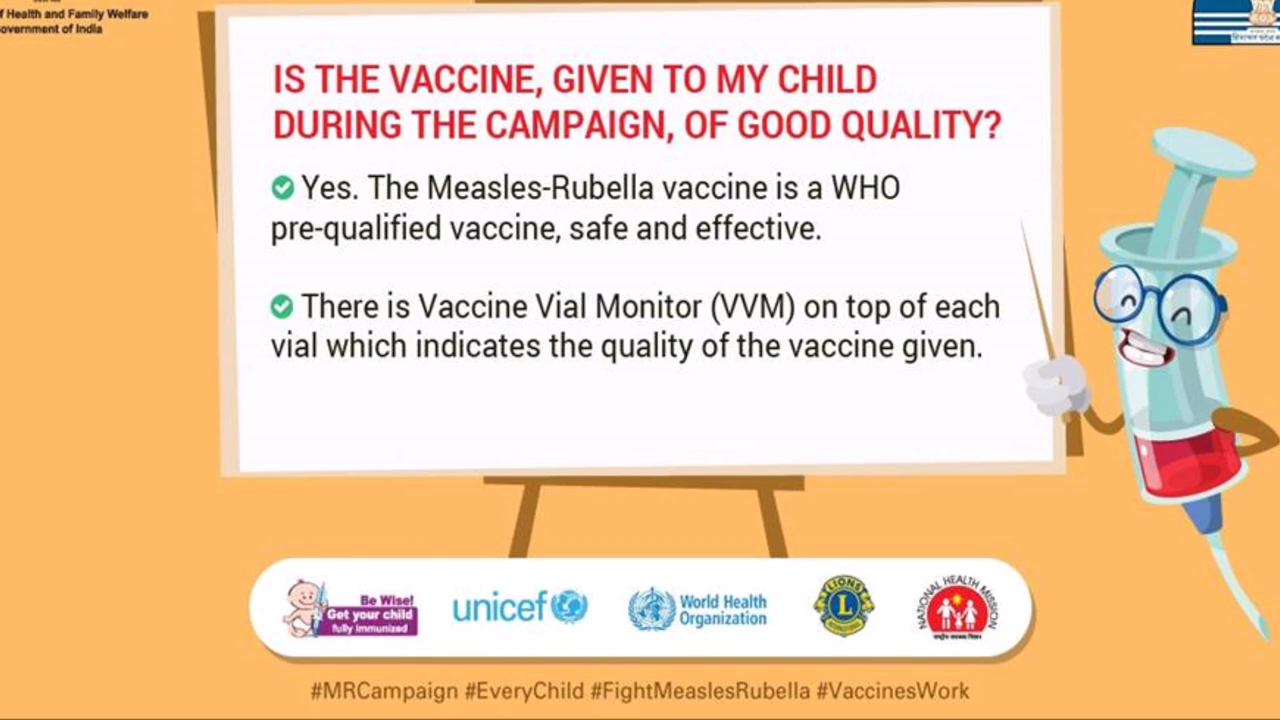 f Health and Family Welfare
overnment of India
IS THE VACCINE, GIVEN TO MY CHILD
DURING THE CAMPAIGN, OF GOOD QUALITY?
Yes. The Measles-Rubella vaccine is a WHO
pre-qualified vaccine, safe and effective.
There is Vaccine Vial Monitor (VVM) on top of each
vial which indicates the quality of the vaccine given.
Be Wise!
Get your child
fully immunized
unicef
World Health
Organization
LIONS
L
INTERNATIONAL
NATIONAL HEALTH MISSION
राष्ट्रीय स्वास्थ्य मिशन
#MRCampaign #EveryChild #FightMeaslesRubella #VaccinesWork